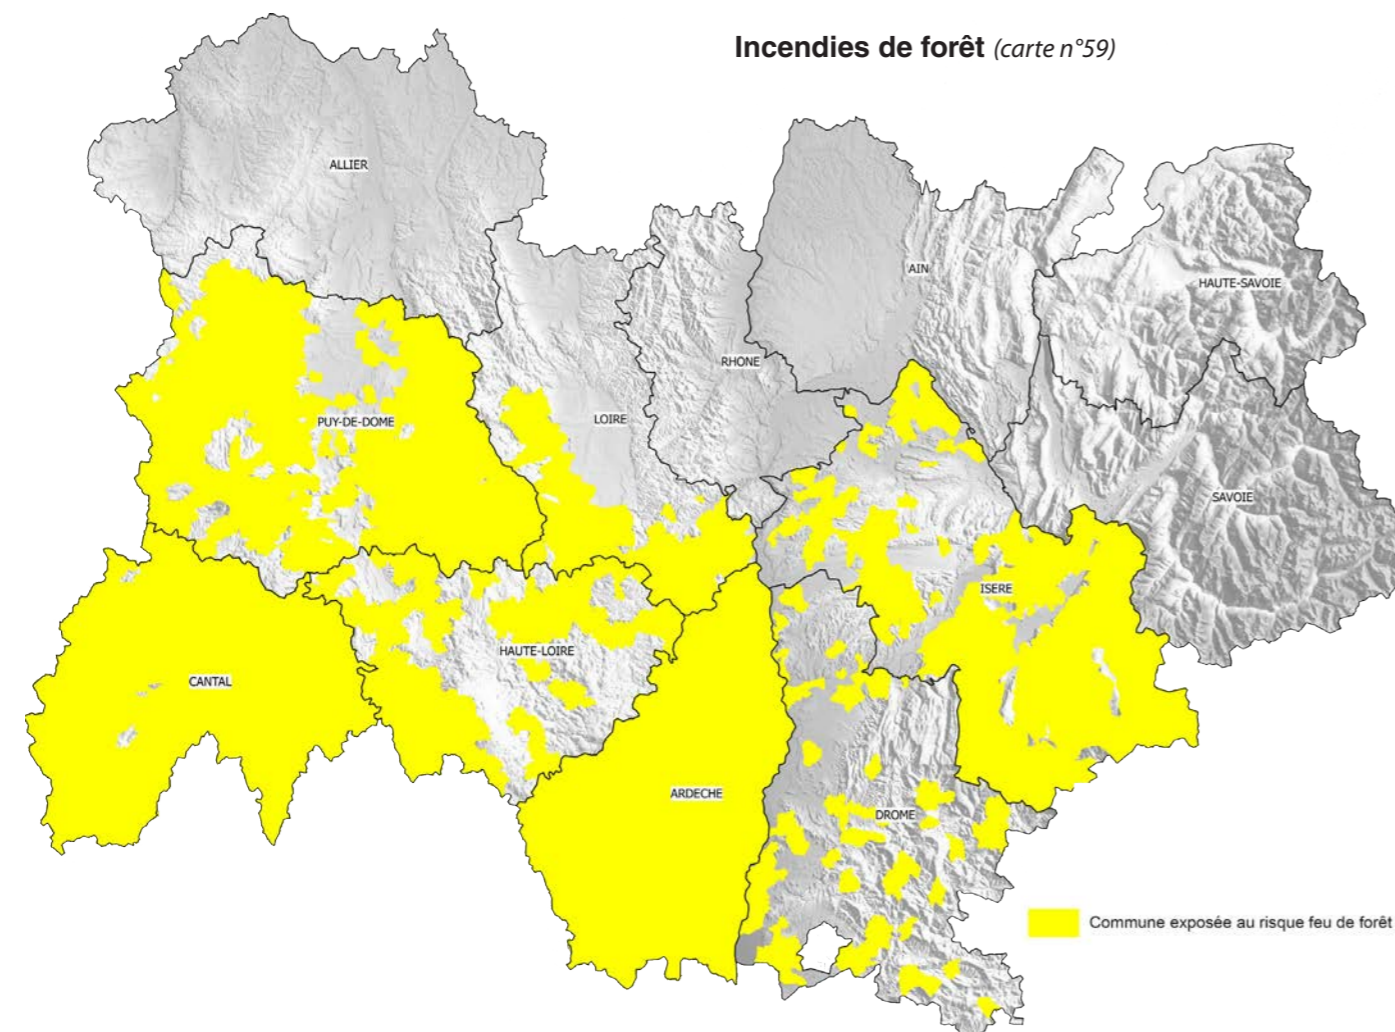 Incendies de forêt (carte n°59)
ALLIER
AIN
HAUTE-SAVOIE
RHONE
PUY-DE-DOME
LOIRE
SAVOIE
ISERE
HAUTE-LOIRE
CANTAL
ARDECHE
DROME
Commune exposée au risque feu de forêt